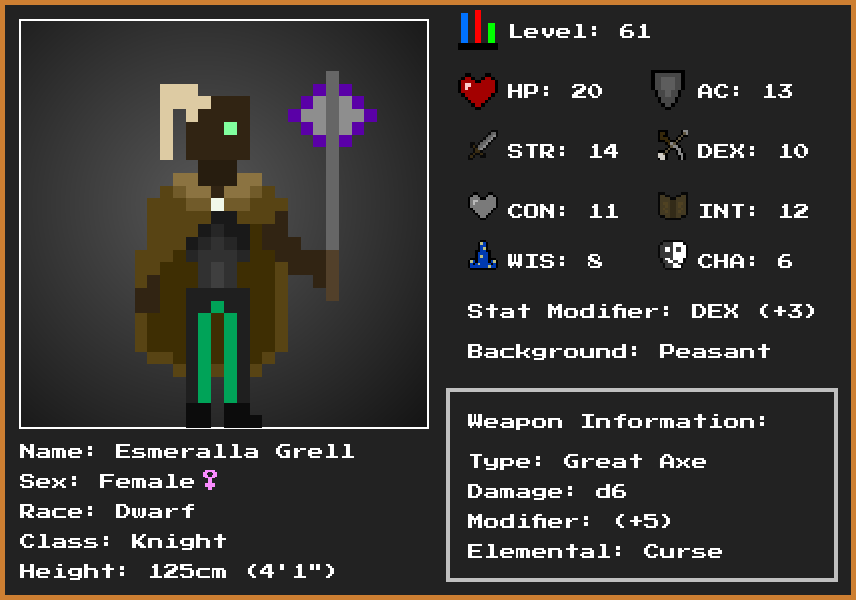 Level: 61
HP: 20
AC: 13
STR: 14
DEX: 10
CON: 11
INT: 12
WIS: 8
CHA: 6
Stat Modifier: DEX (+3)
Background: Peasant
Weapon Information:
Type: Great Axe
Damage: d6
Modifier: (+5)
Elemental: Curse
Name: Esmeralla Grell
Sex: Female♀
Race: Dwarf
Class: Knight
Height: 125cm (4'1")